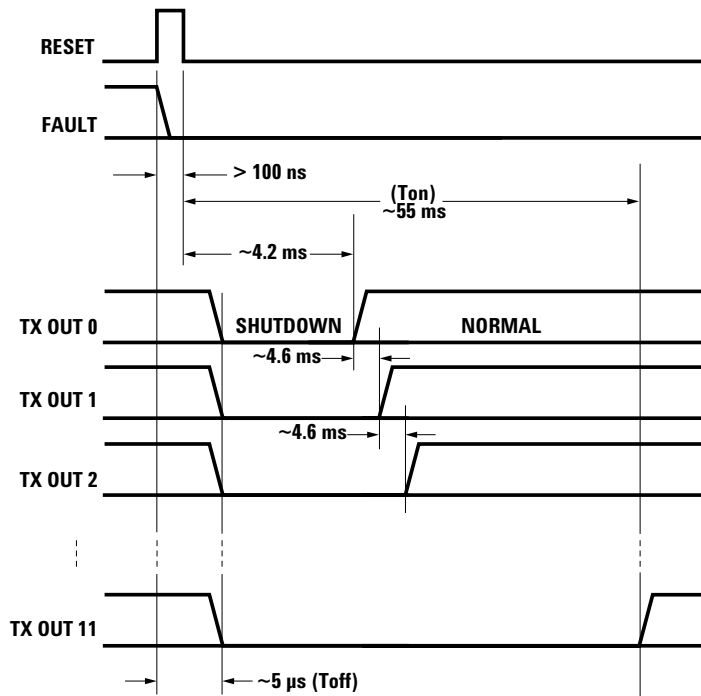 RESET
FAULT
> 100 ns
(Ton)
~55 ms
~4.2 ms
TX OUT 0
SHUTDOWN
NORMAL
~4.6 ms
TX OUT 1
~4.6 ms
TX OUT 2
TX OUT 11
~5 µs (Toff)